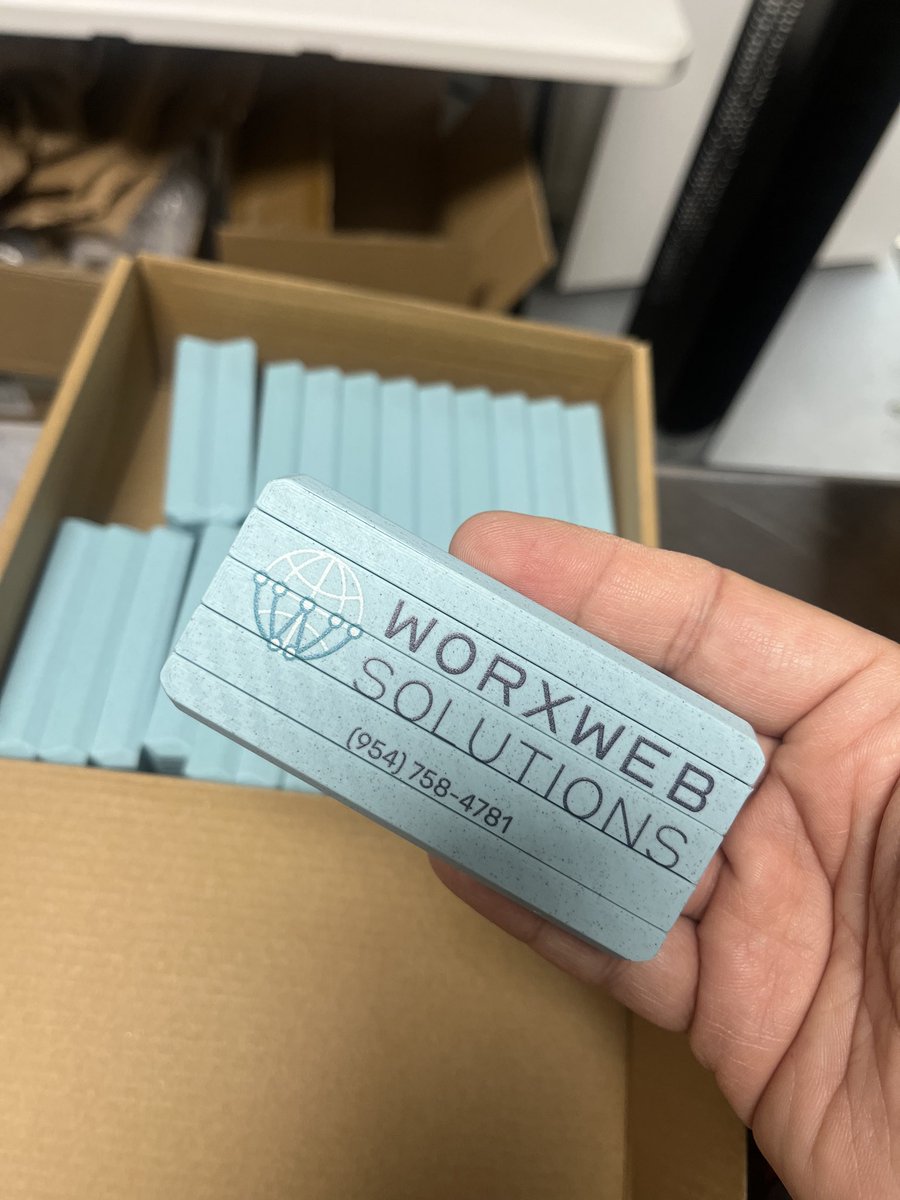 WORXWEB
SOLUTIONS
(954) 758-4781